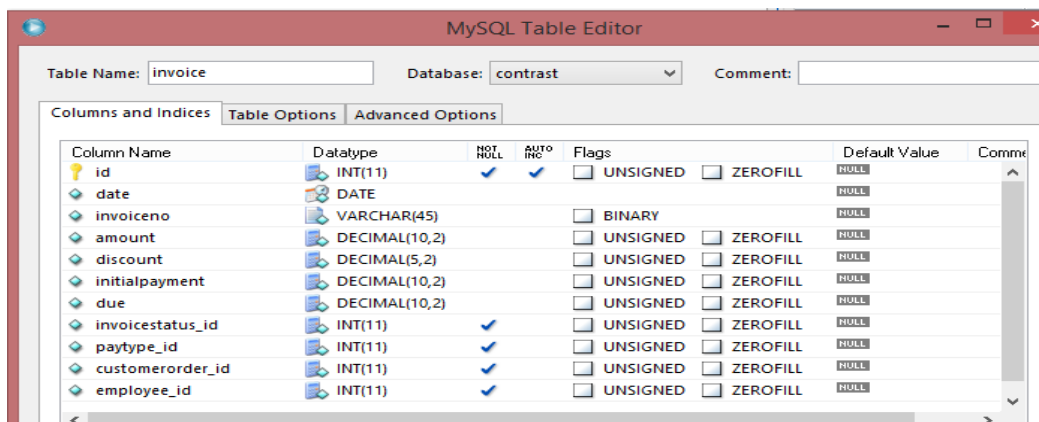 MySQL Table Editor
Table Name: invoice Database: contrast Comment:
Columns and Indices Table Options Advanced Options
Column Name Datatype NOT NULL AUTO INC Flags Default Value Comme
id INT(11) UNSIGNED ZEROFILL NULL
date DATE NULL
invoiceno VARCHAR(45) BINARY NULL
amount DECIMAL(10,2) UNSIGNED ZEROFILL NULL
discount DECIMAL(5,2) UNSIGNED ZEROFILL NULL
initialpayment DECIMAL(10,2) UNSIGNED ZEROFILL NULL
due DECIMAL(10,2) UNSIGNED ZEROFILL NULL
invoicestatus_id INT(11) UNSIGNED ZEROFILL NULL
paytype_id INT(11) UNSIGNED ZEROFILL NULL
customerorder_id INT(11) UNSIGNED ZEROFILL NULL
employee_id INT(11) UNSIGNED ZEROFILL NULL